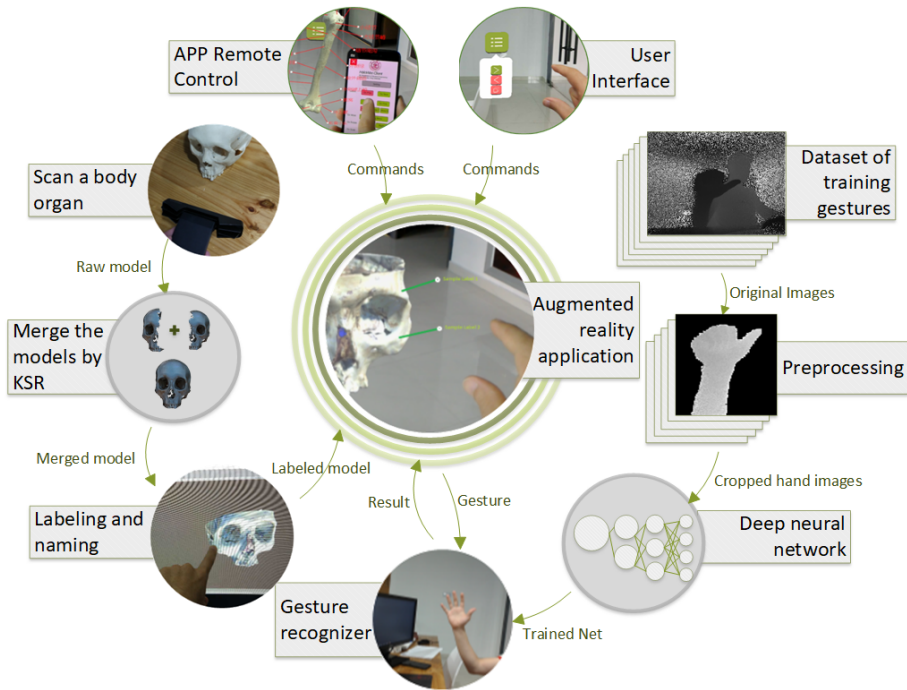 APP Remote
Control
User
Interface
Commands
Commands
Scan a body
organ
Dataset of
training
gestures
Raw model
Original Images
Merge the
models by
KSR
Augmented
reality
application
Preprocessing
Merged model
Labeled model
Cropped hand images
Result
Gesture
Labeling and
naming
Deep neural
network
Gesture
recognizer
Trained Net